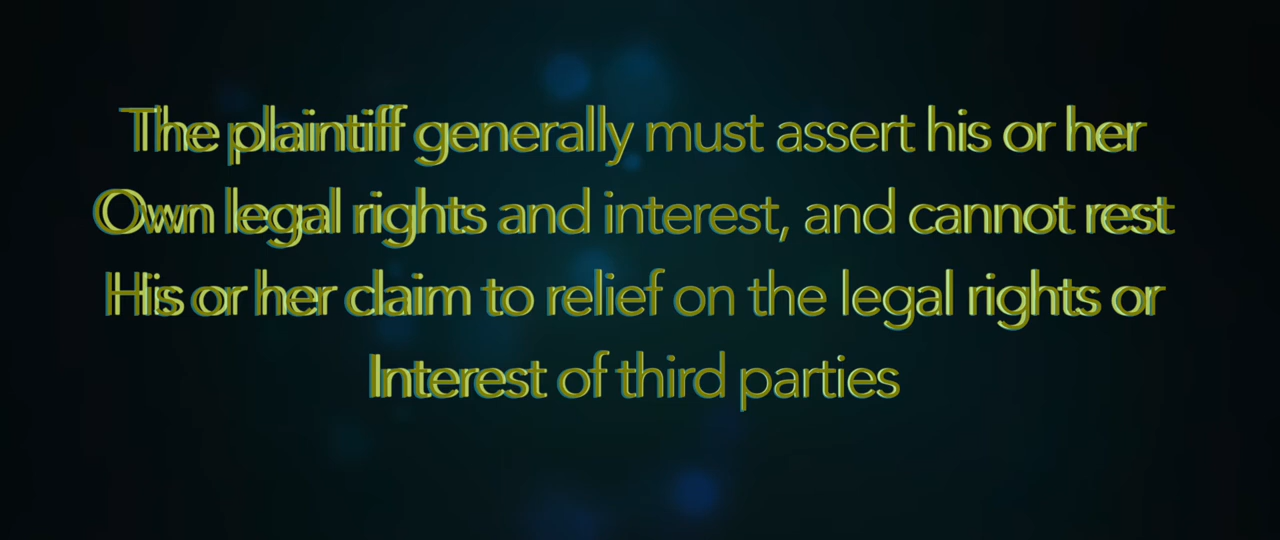 The plaintiff generally must assert his or her
Own legal rights and interest, and cannot rest
His or her claim to relief on the legal rights or
Interest of third parties